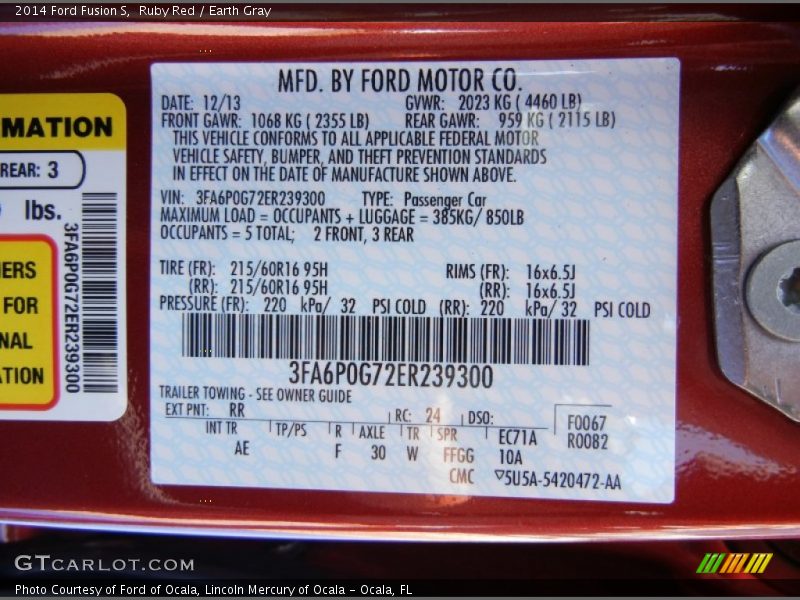 2014 Ford Fusion S,  Ruby Red / Earth Gray
MATION
REAR: 3
lbs.
3FA6P0G72ER239300
ERS
FOR
NAL
ATION
MFD. BY FORD MOTOR CO.
DATE: 12/13 GVWR: 2023 KG ( 4460 LB)
FRONT GAWR: 1068 KG ( 2355 LB) REAR GAWR: 959 KG ( 2115 LB)
THIS VEHICLE CONFORMS TO ALL APPLICABLE FEDERAL MOTOR
VEHICLE SAFETY, BUMPER, AND THEFT PREVENTION STANDARDS
IN EFFECT ON THE DATE OF MANUFACTURE SHOWN ABOVE.
VIN: 3FA6P0G72ER239300 TYPE: Passenger Car
MAXIMUM LOAD = OCCUPANTS + LUGGAGE = 385KG/ 850LB
OCCUPANTS = 5 TOTAL; 2 FRONT, 3 REAR
TIRE (FR): 215/60R16 95H RIMS (FR): 16x6.5J
(RR): 215/60R16 95H (RR): 16x6.5J
PRESSURE (FR): 220 kPa/ 32 PSI COLD (RR): 220 kPa/ 32 PSI COLD
3FA6P0G72ER239300
TRAILER TOWING - SEE OWNER GUIDE
EXT PNT: RR RC: 24 DSO: F0067
INT TR TP/PS R AXLE TR SPR EC71A R0082
AE F 30 W FFGG 10A
CMC 5U5A-5420472-AA
GTCARLOT.COM
Photo Courtesy of Ford of Ocala, Lincoln Mercury of Ocala - Ocala, FL